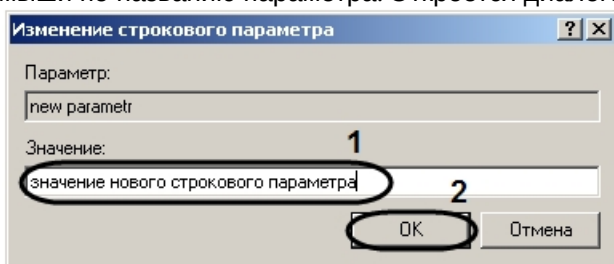 Изменение строкового параметра
Параметр:
new parametr
Значение: 1
значение нового строкового параметра
2
OK Отмена